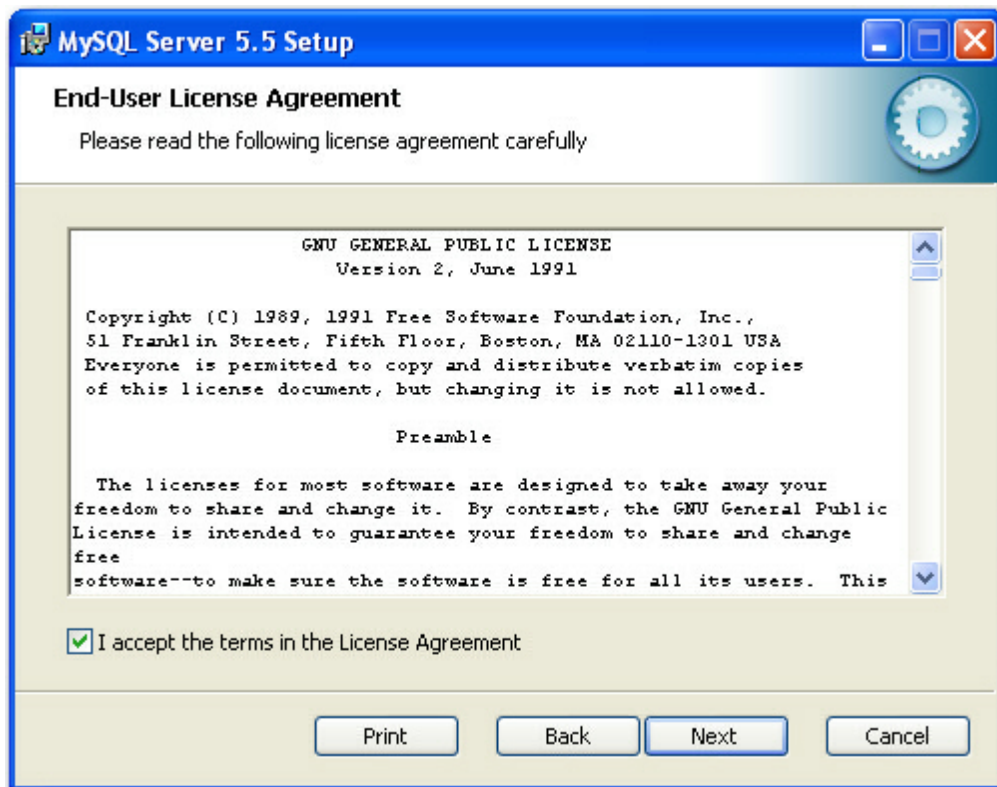 MySQL Server 5.5 Setup
End-User License Agreement
Please read the following license agreement carefully
GNU GENERAL PUBLIC LICENSE
Version 2, June 1991
Copyright (C) 1989, 1991 Free Software Foundation, Inc.,
51 Franklin Street, Fifth Floor, Boston, MA 02110-1301 USA
Everyone is permitted to copy and distribute verbatim copies
of this license document, but changing it is not allowed.
Preamble
The licenses for most software are designed to take away your
freedom to share and change it.  By contrast, the GNU General Public
License is intended to guarantee your freedom to share and change
free
software--to make sure the software is free for all its users.  This
I accept the terms in the License Agreement
Print Back Next Cancel